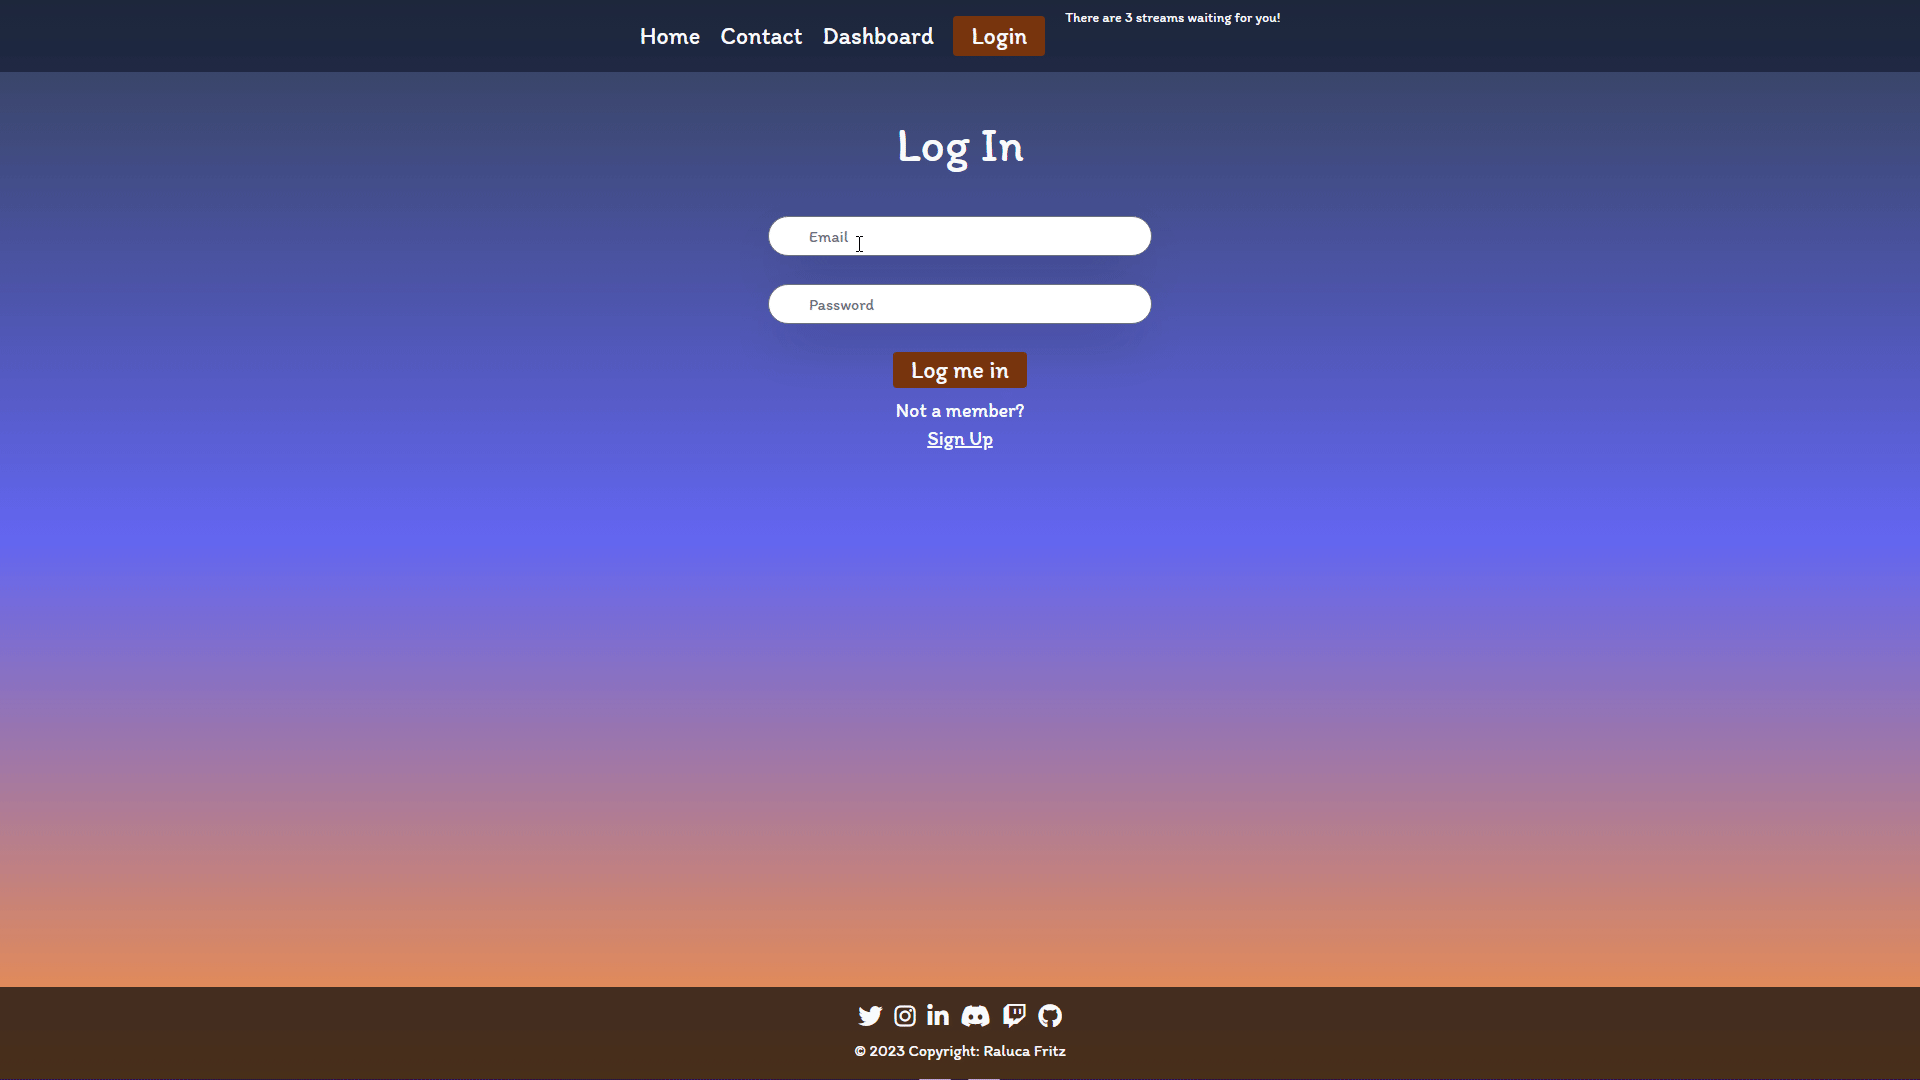 Home Contact Dashboard Login There are 3 streams waiting for you!
Log In
Email
Password
Log me in
Not a member?
Sign Up
© 2023 Copyright: Raluca Fritz